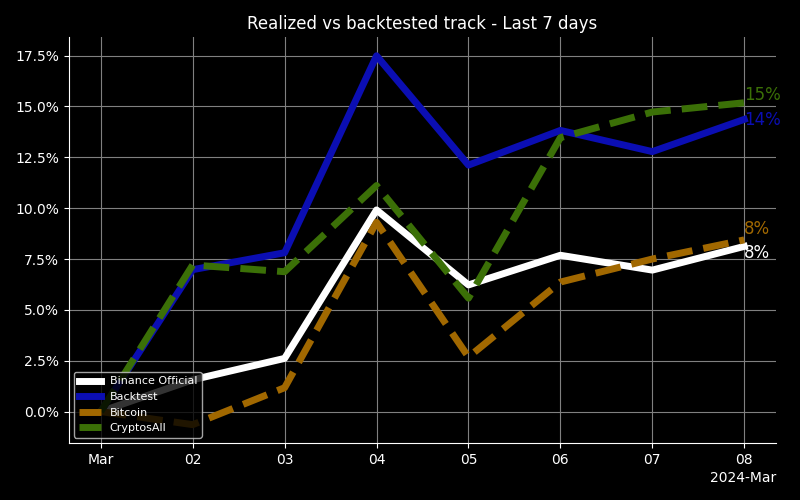 Realized vs backtested track - Last 7 days
17.5%
15.0%
12.5%
10.0%
7.5%
5.0%
2.5%
0.0%
15%
14%
8%
8%
Binance Official
Backtest
Bitcoin
CryptosAll
Mar 02 03 04 05 06 07 08
2024-Mar